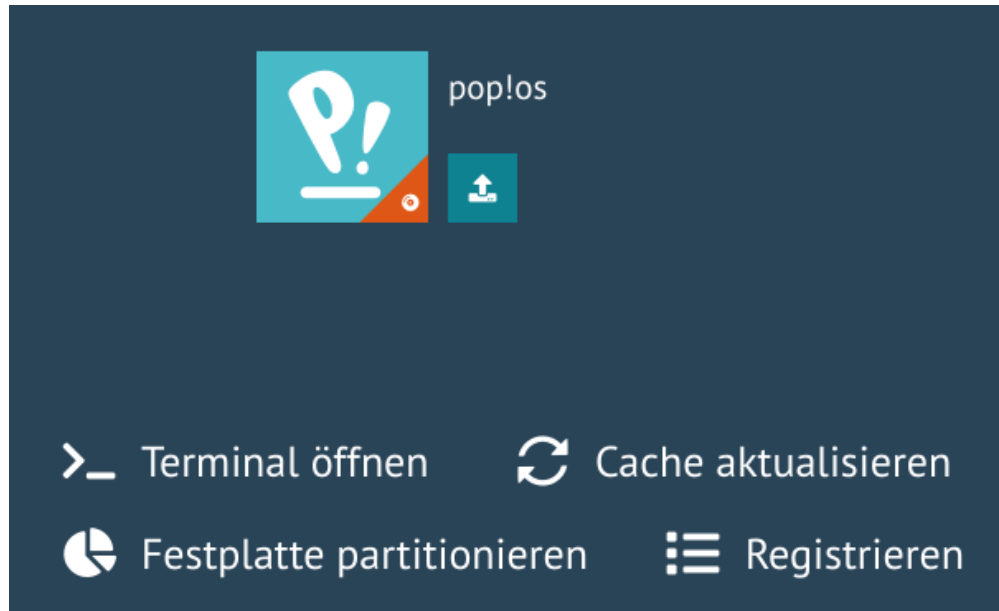 P!
pop!os
Terminal öffnen
Cache aktualisieren
Festplatte partitionieren
Registrieren